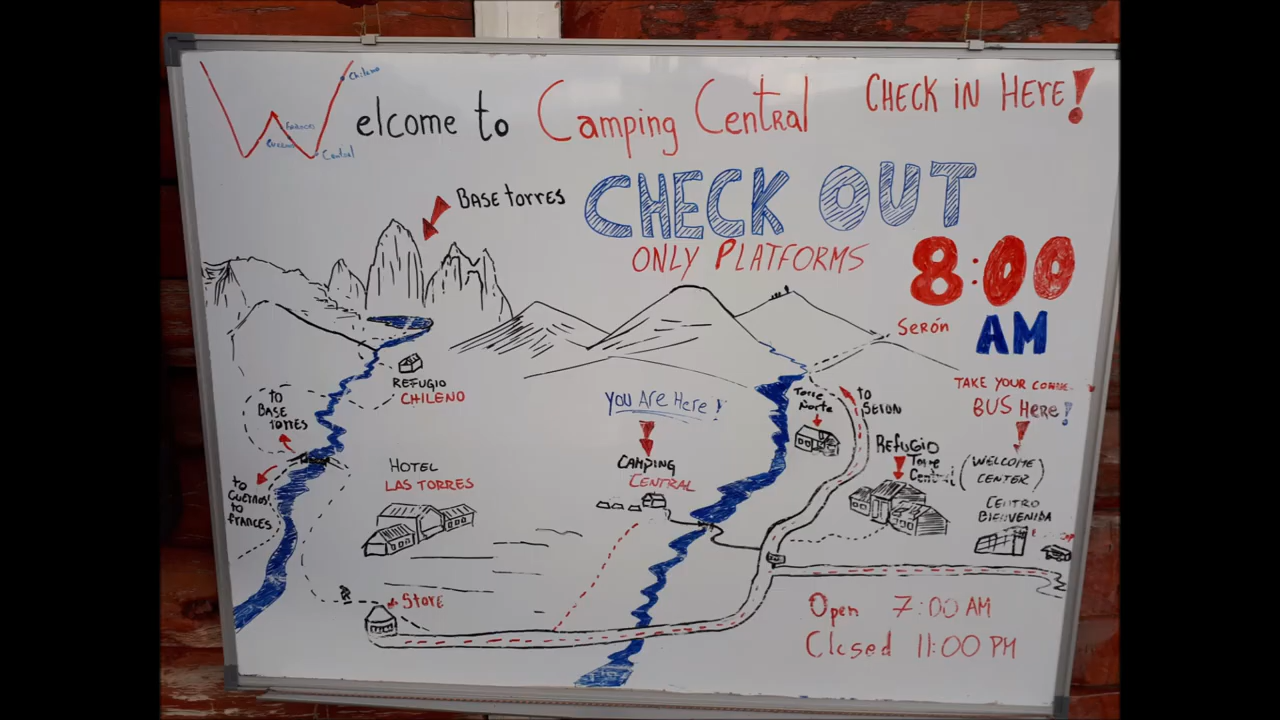 Welcome to Camping Central
CHECK IN HERE!
Chileno
Francés
Central
CHECK OUT
ONLY PLATFORMS
8:00
AM
BASE TORRES
SERÓN
REFUGIO
CHILENO
TO
BASE
TORRES
TO
TO
FRANCES
HOTEL
LAS TORRES
YOU ARE HERE!
CAMPING
CENTRAL
TORRE
NORTE
TO
SERON
REFUGIO
TORRE
CENTRAL
TAKE YOUR
BUS HERE!
(WELCOME
CENTER)
CENTRO
BIENVENIDA
STORE
Open 7:00 AM
Closed 11:00 PM